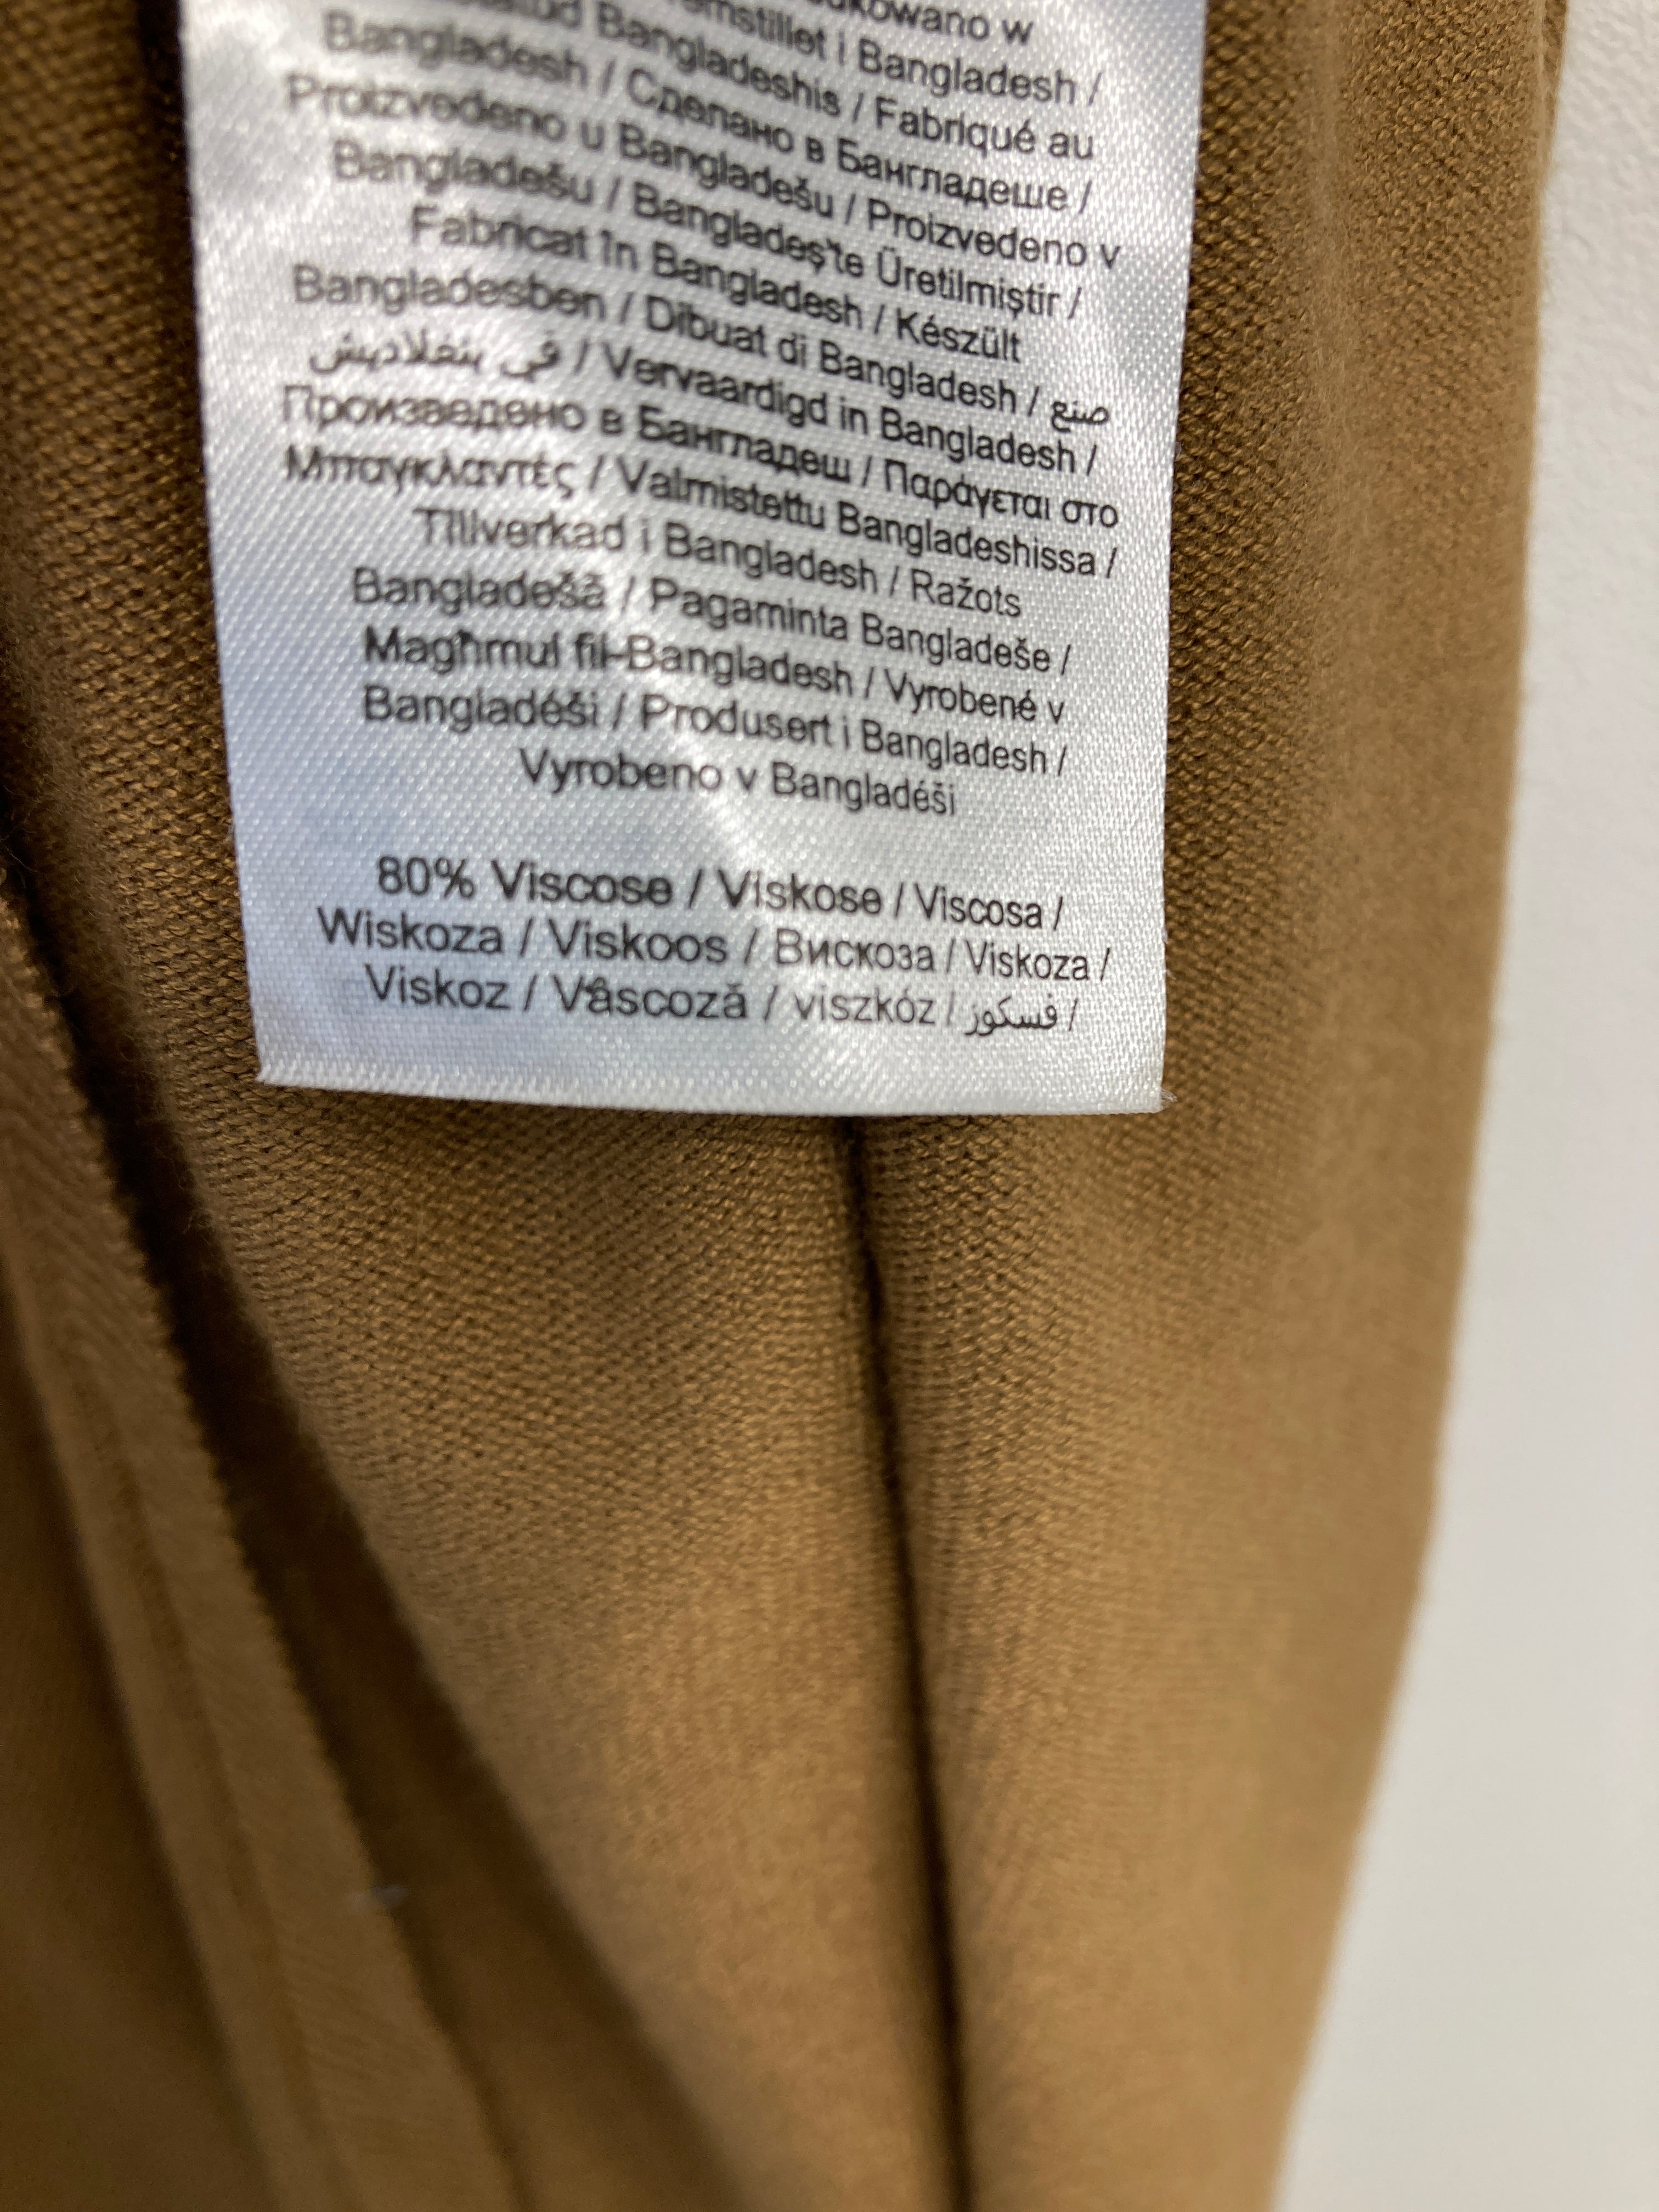 w
i Bangladesh /
Bangladeshis / Fabriqué au
Bangladesh / Сделано в Бангладеше /
Proizvedeno u Bangladešu / Proizvedeno v
Bangladešu / Bangladeş'te Üretilmiştir /
Fabricat în Bangladesh / Készült
Bangladesben / Dibuat di Bangladesh / صنع
في بنغلاديش / Vervaardigd in Bangladesh /
Произведено в Бангладеш / Παράγεται στο
Μπαγκλαντές / Valmistettu Bangladeshissa /
Tillverkad i Bangladesh / Ražots
Bangladešā / Pagaminta Bangladeše /
Magħmul fil-Bangladesh / Vyrobené v
Bangladéši / Produsert i Bangladesh /
Vyrobeno v Bangladéši
80% Viscose / Viskose / Viscosa /
Wiskoza / Viskoos / Вискоза / Viskoza /
Viskoz / Vâscoză / viszkóz / فسكوز /